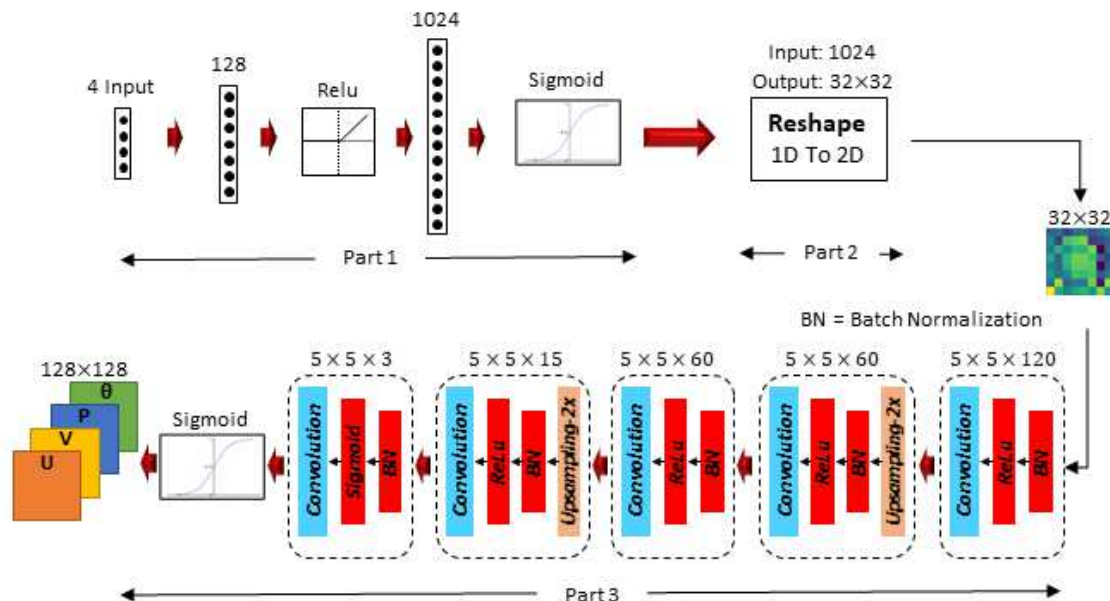 4 Input
128
Relu
1024
Sigmoid
Input: 1024
Output: 32×32
Reshape
1D To 2D
Part 1
Part 2
32×32
BN = Batch Normalization
5 × 5 × 120
BN
ReLu
Convolution
5 × 5 × 60
Upsampling-2x
BN
ReLu
Convolution
5 × 5 × 60
BN
ReLu
Convolution
5 × 5 × 15
Upsampling-2x
BN
ReLu
Convolution
5 × 5 × 3
BN
Sigmoid
Convolution
Sigmoid
128×128
θ
P
V
U
Part 3